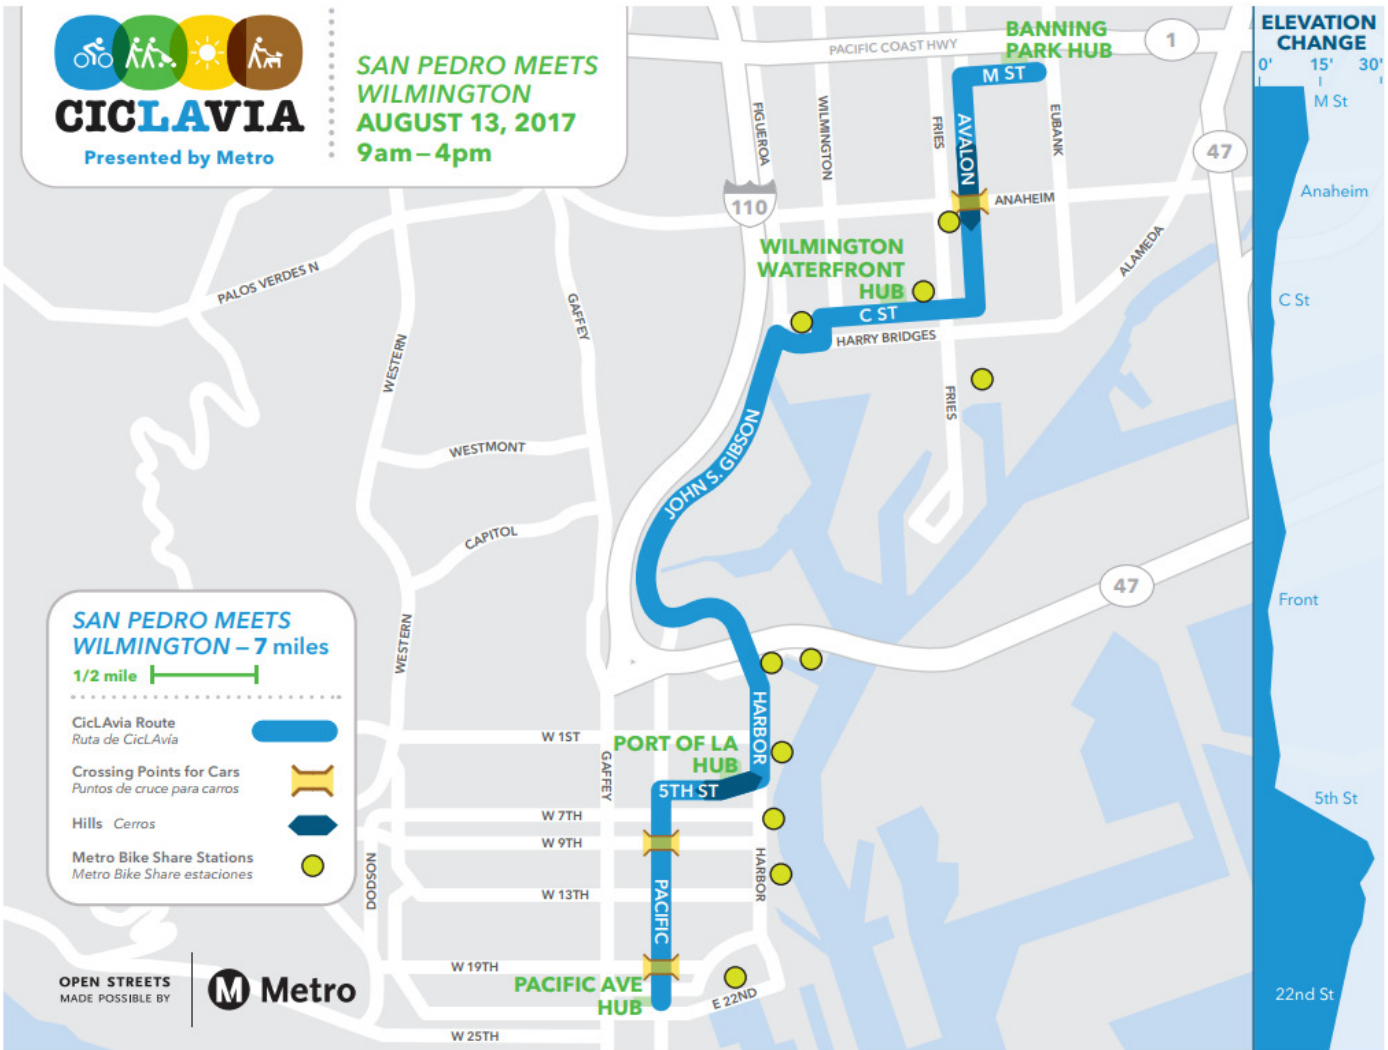 CICLAVIA
Presented by Metro
SAN PEDRO MEETS
WILMINGTON
AUGUST 13, 2017
9am – 4pm
BANNING
PARK HUB
PACIFIC COAST HWY
1
M ST
FIGUEROA
WILMINGTON
FRIES
AVALON
EUBANK
47
ANAHEIM
110
WILMINGTON
WATERFRONT
HUB
ALAMEDA
PALOS VERDES N
GAFFEY
C ST
HARRY BRIDGES
WESTERN
FRIES
JOHN S. GIBSON
WESTMONT
CAPITOL
47
WESTERN
HARBOR
W 1ST
PORT OF LA
HUB
GAFFEY
5TH ST
W 7TH
W 9TH
DODSON
HARBOR
W 13TH
PACIFIC
W 19TH
PACIFIC AVE
HUB
E 22ND
W 25TH
SAN PEDRO MEETS
WILMINGTON – 7 miles
1/2 mile
CicLAvia Route
Ruta de CicLAvía
Crossing Points for Cars
Puntos de cruce para carros
Hills Cerros
Metro Bike Share Stations
Metro Bike Share estaciones
OPEN STREETS
MADE POSSIBLE BY
M Metro
ELEVATION
CHANGE
0' 15' 30'
M St
Anaheim
C St
Front
5th St
22nd St